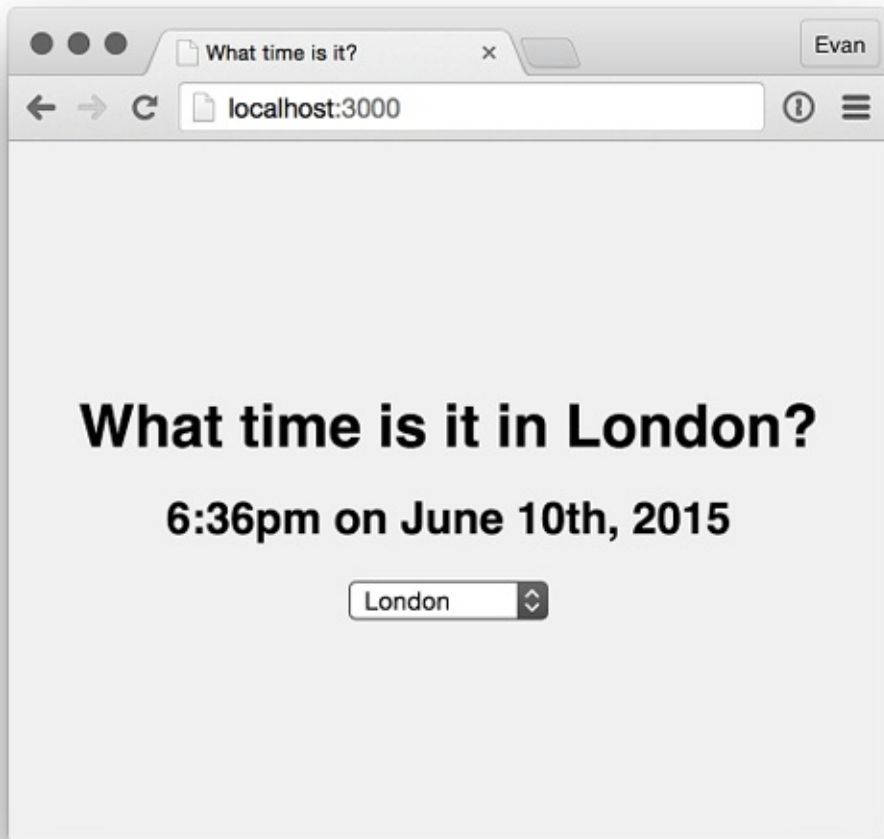 What time is it?
Evan
localhost:3000
What time is it in London?
6:36pm on June 10th, 2015
London